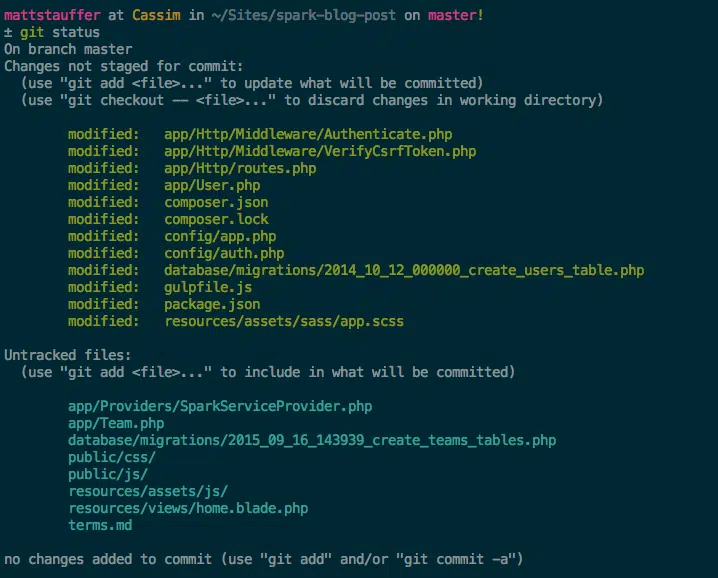 mattstauffer at Cassim in ~/Sites/spark-blog-post on master!
± git status
On branch master
Changes not staged for commit:
  (use "git add <file>..." to update what will be committed)
  (use "git checkout -- <file>..." to discard changes in working directory)

        modified:   app/Http/Middleware/Authenticate.php
        modified:   app/Http/Middleware/VerifyCsrfToken.php
        modified:   app/Http/routes.php
        modified:   app/User.php
        modified:   composer.json
        modified:   composer.lock
        modified:   config/app.php
        modified:   config/auth.php
        modified:   database/migrations/2014_10_12_000000_create_users_table.php
        modified:   gulpfile.js
        modified:   package.json
        modified:   resources/assets/sass/app.scss

Untracked files:
  (use "git add <file>..." to include in what will be committed)

        app/Providers/SparkServiceProvider.php
        app/Team.php
        database/migrations/2015_09_16_143939_create_teams_tables.php
        public/css/
        public/js/
        resources/assets/js/
        resources/views/home.blade.php
        terms.md

no changes added to commit (use "git add" and/or "git commit -a")